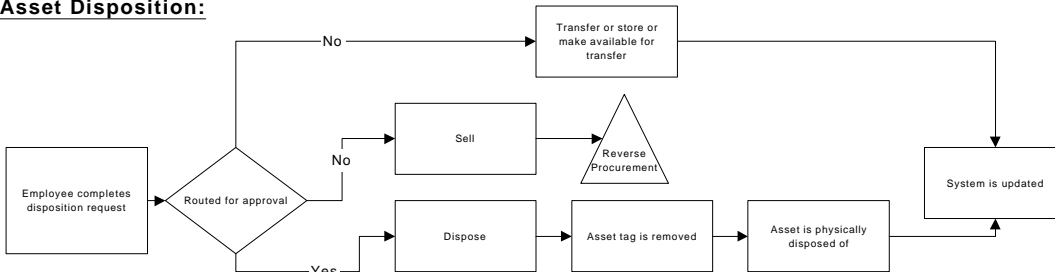 Asset Disposition:
No
Transfer or store or
make available for
transfer
Sell
No
Reverse
Procurement
Employee completes
disposition request
Routed for approval
System is updated
Dispose
Asset tag is removed
Asset is physically
disposed of
Yes